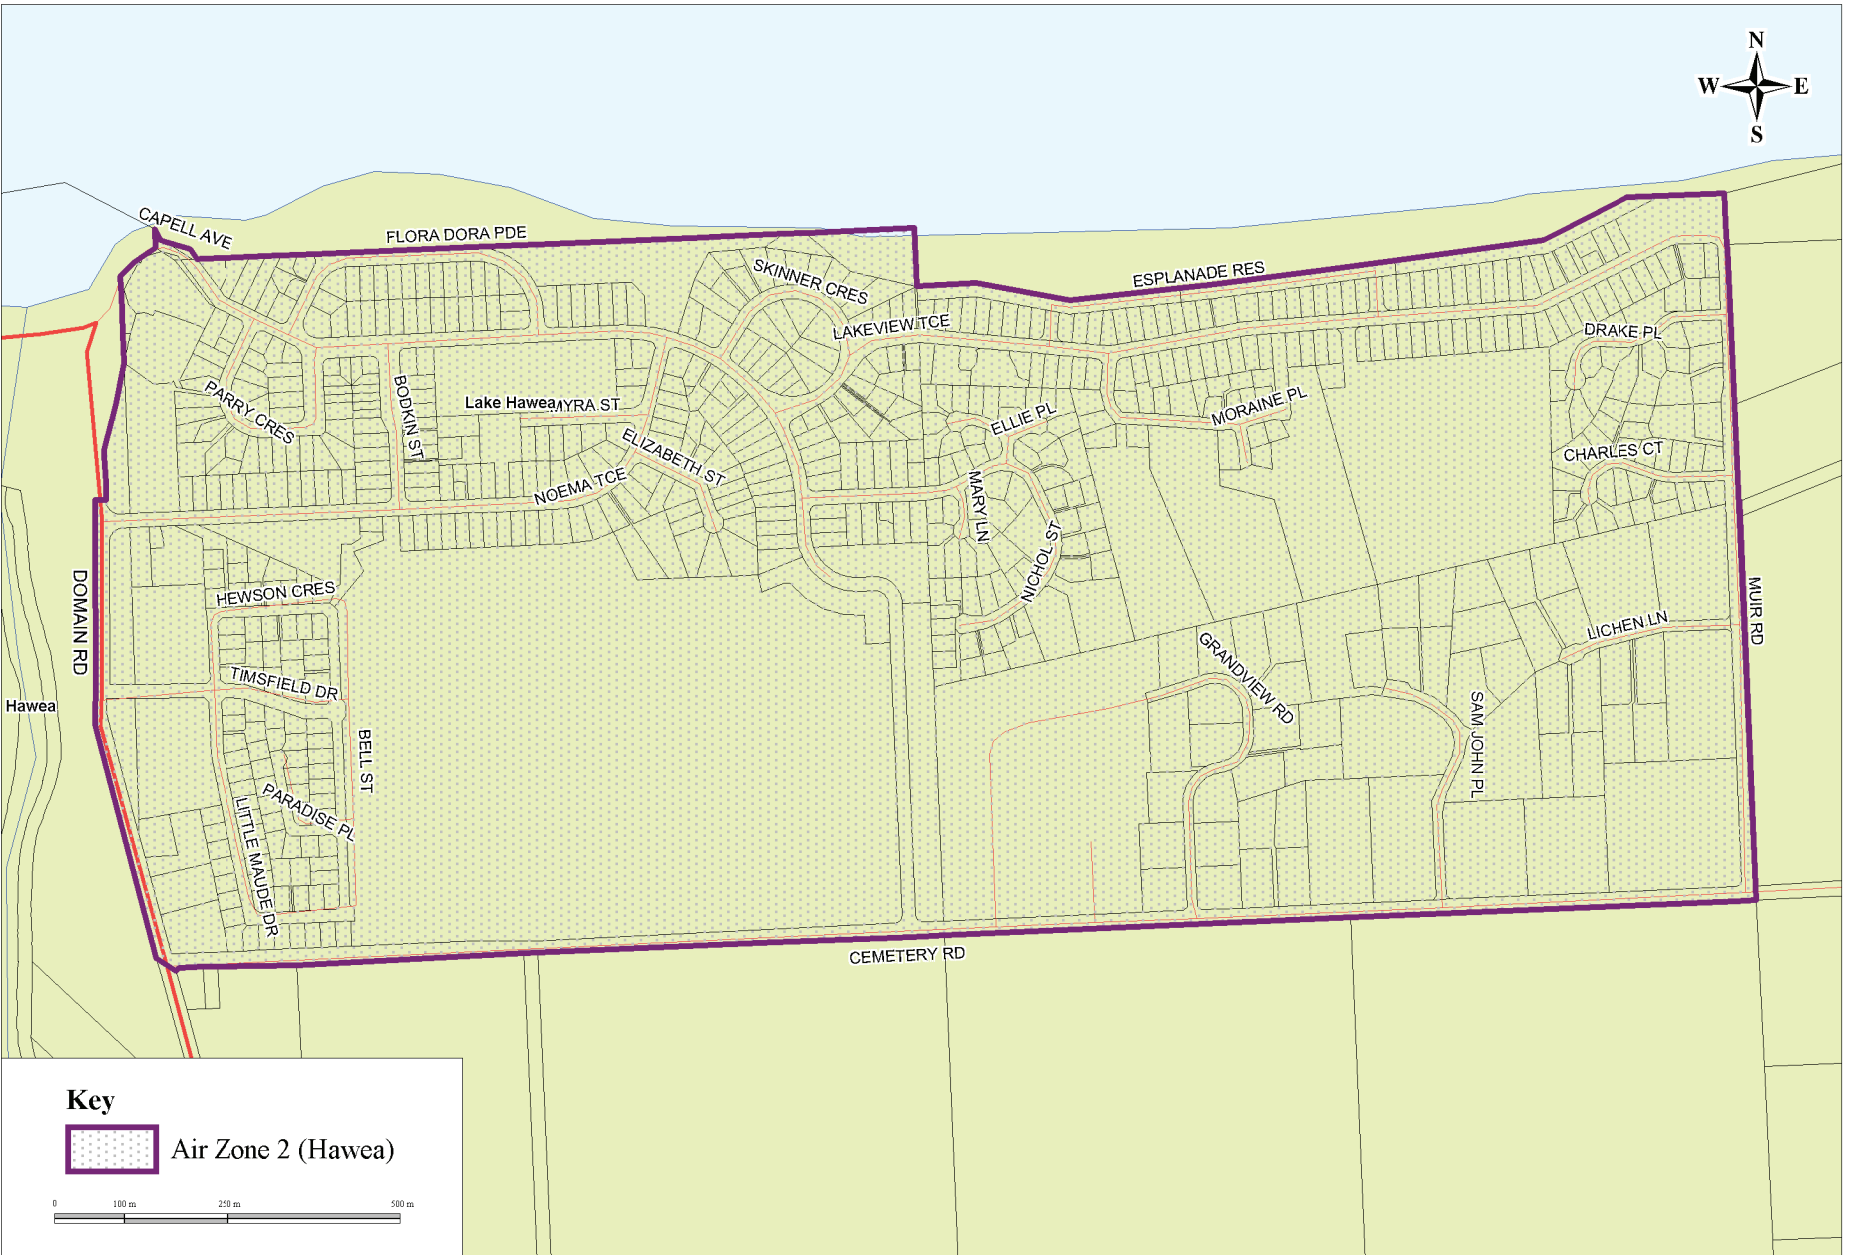 N
W E
S
CAPELL AVE
FLORA DORA PDE
SKINNER CRES
ESPLANADE RES
LAKEVIEW TCE
DRAKE PL
PARRY CRES
BODKIN ST
Lake Hawea
MYRA ST
ELLIE PL
MORAINE PL
ELIZABETH ST
CHARLES CT
NOEMA TCE
MARY LN
NICHOL ST
DOMAIN RD
HEWSON CRES
MUIR RD
LICHEN LN
GRANDVIEW RD
TIMSFIELD DR
Hawea
SAM JOHN PL
BELL ST
PARADISE PL
LITTLE MAUDE DR
CEMETERY RD
Key
Air Zone 2 (Hawea)
0 100 m 250 m 500 m